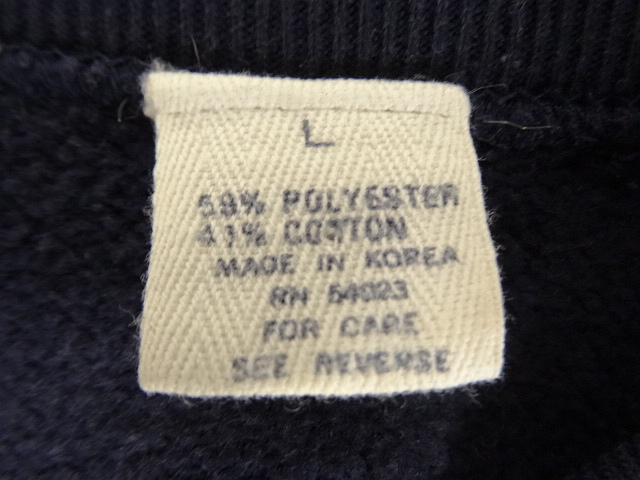 L
59% POLYESTER
41% COTTON
MADE IN KOREA
RN 54023
FOR CARE
SEE REVERSE